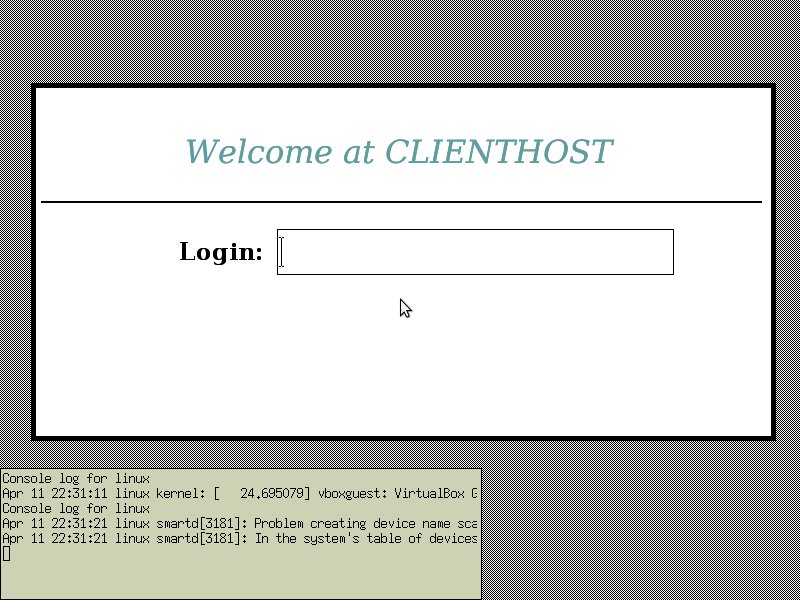 Welcome at CLIENTHOST
Login:
Console log for linux
Apr 11 22:31:11 linux kernel: [   24.695079] vboxguest: VirtualBox
Console log for linux
Apr 11 22:31:21 linux smartd[3181]: Problem creating device name sca
Apr 11 22:31:21 linux smartd[3181]: In the system's table of devices